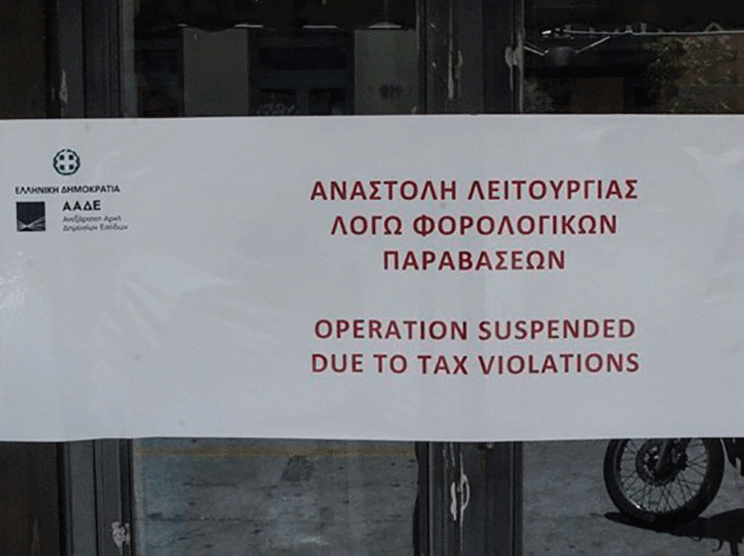 ΕΛΛΗΝΙΚΗ ΔΗΜΟΚΡΑΤΙΑ
ΑΑΔΕ
Ανεξάρτητη Αρχή
Δημοσίων Εσόδων
ΑΝΑΣΤΟΛΗ ΛΕΙΤΟΥΡΓΙΑΣ
ΛΟΓΩ ΦΟΡΟΛΟΓΙΚΩΝ
ΠΑΡΑΒΑΣΕΩΝ
OPERATION SUSPENDED
DUE TO TAX VIOLATIONS